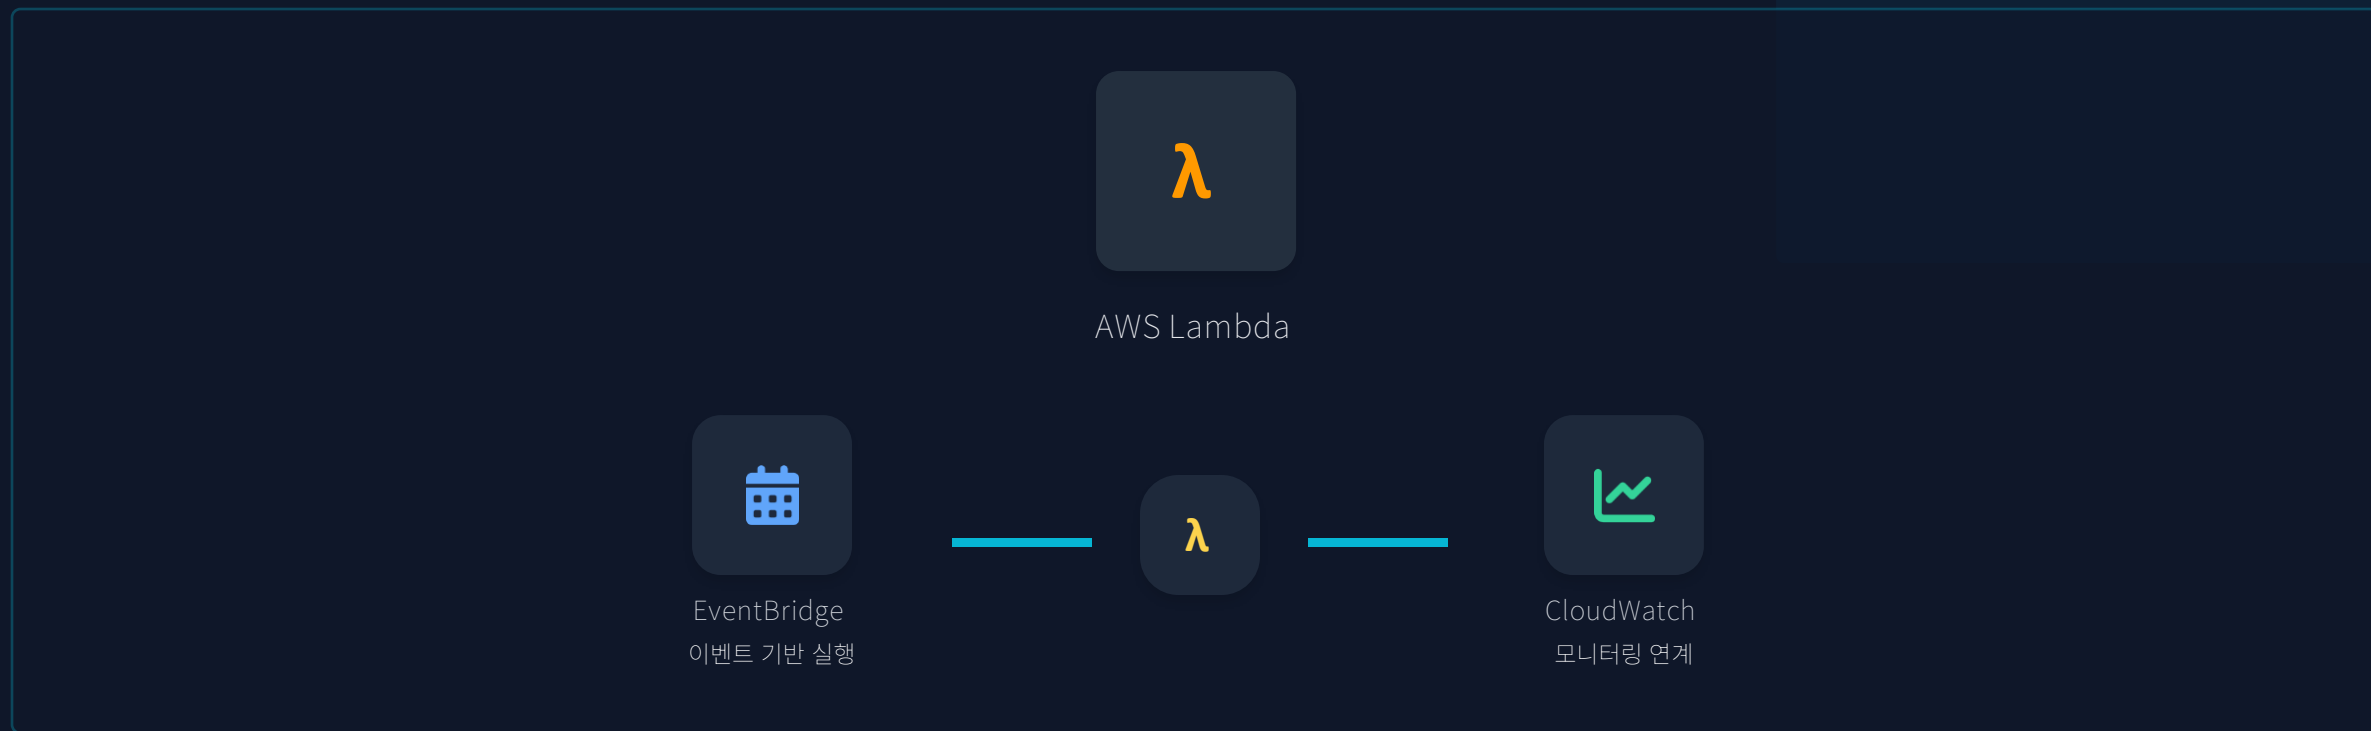 λ
AWS Lambda
λ
EventBridge
이벤트 기반 실행
CloudWatch
모니터링 연계